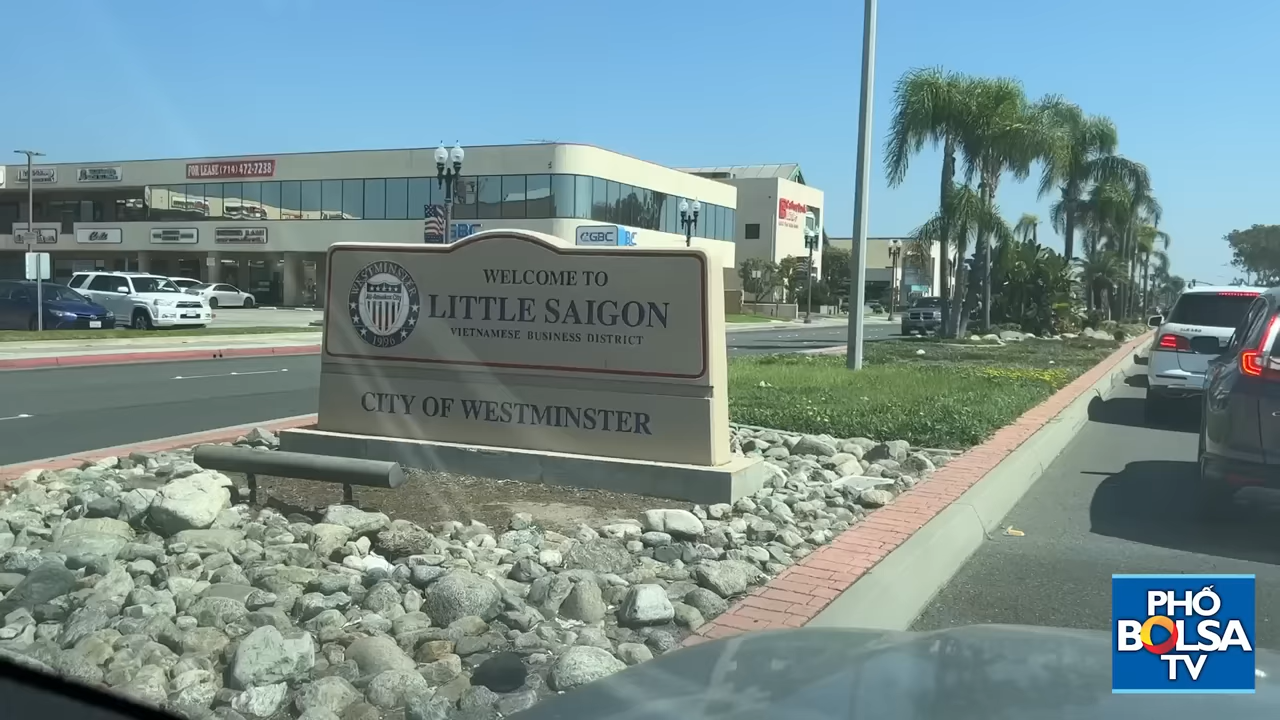 FOR LEASE (714) 472-7238
GBC
WESTMINSTER
All-America City
1996
WELCOME TO
LITTLE SAIGON
VIETNAMESE BUSINESS DISTRICT
CITY OF WESTMINSTER
PHỐ
BOLSA
TV